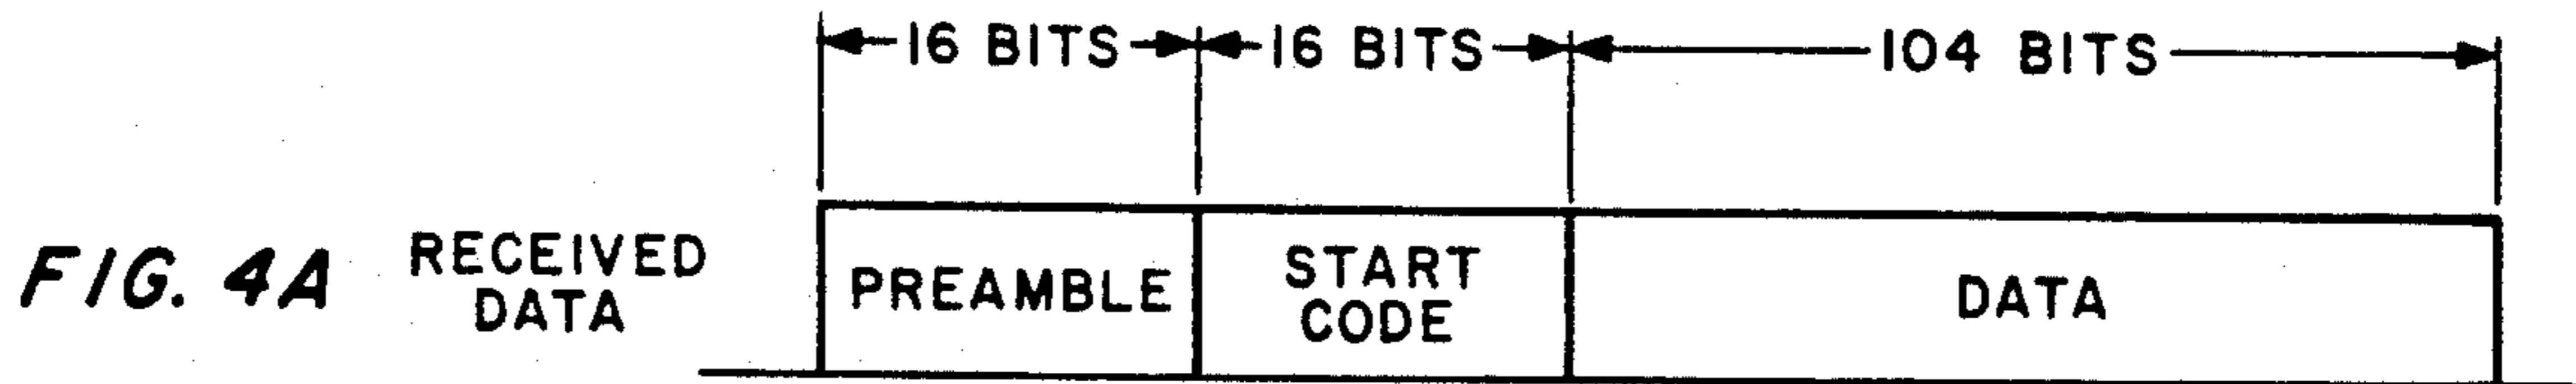 16 BITS 16 BITS 104 BITS
FIG. 4A
RECEIVED
DATA
PREAMBLE
START
CODE
DATA